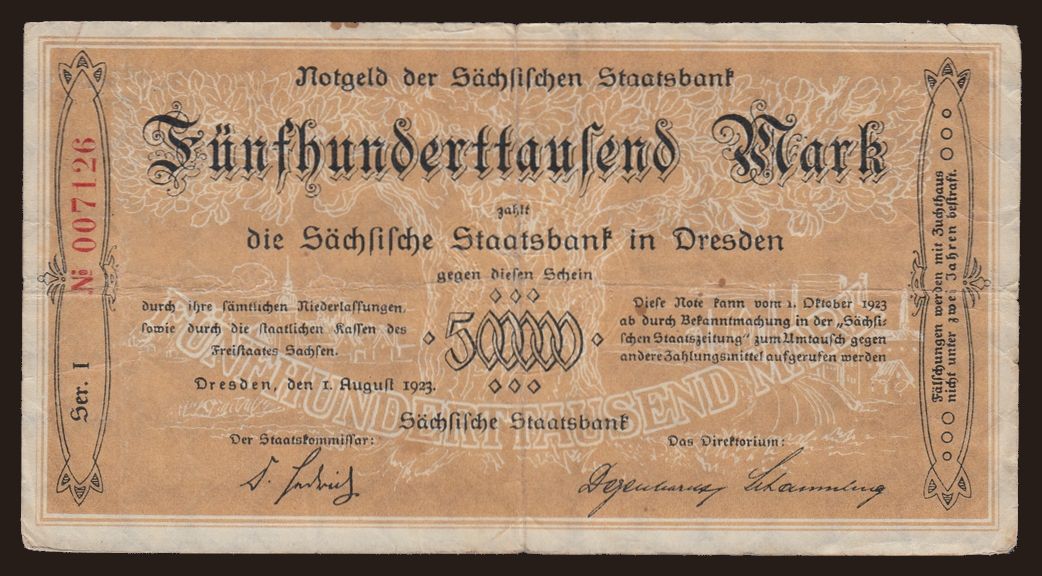 Notgeld der Sächsischen Staatsbank
Fünfhunderttausend Mark
zahlt
die Sächsische Staatsbank in Dresden
gegen diesen Schein
durch ihre sämtlichen Niederlassungen,
sowie durch die staatlichen Kassen des
Freistaates Sachsen.
500000
Diese Note kann vom 1. Oktober 1923
ab durch Bekanntmachung in der „Sächsi-
schen Staatszeitung" zum Umtausch gegen
andere Zahlungsmittel aufgerufen werden
Dresden, den 1. August 1923.
FÜNFHUNDERTTAUSEND MARK
Sächsische Staatsbank
Der Staatskommissar:
Das Direktorium:
Degenhardt
№ 007126
Ser. I
Fälschungen werden mit Zuchthaus
nicht unter zwei Jahren bestraft.